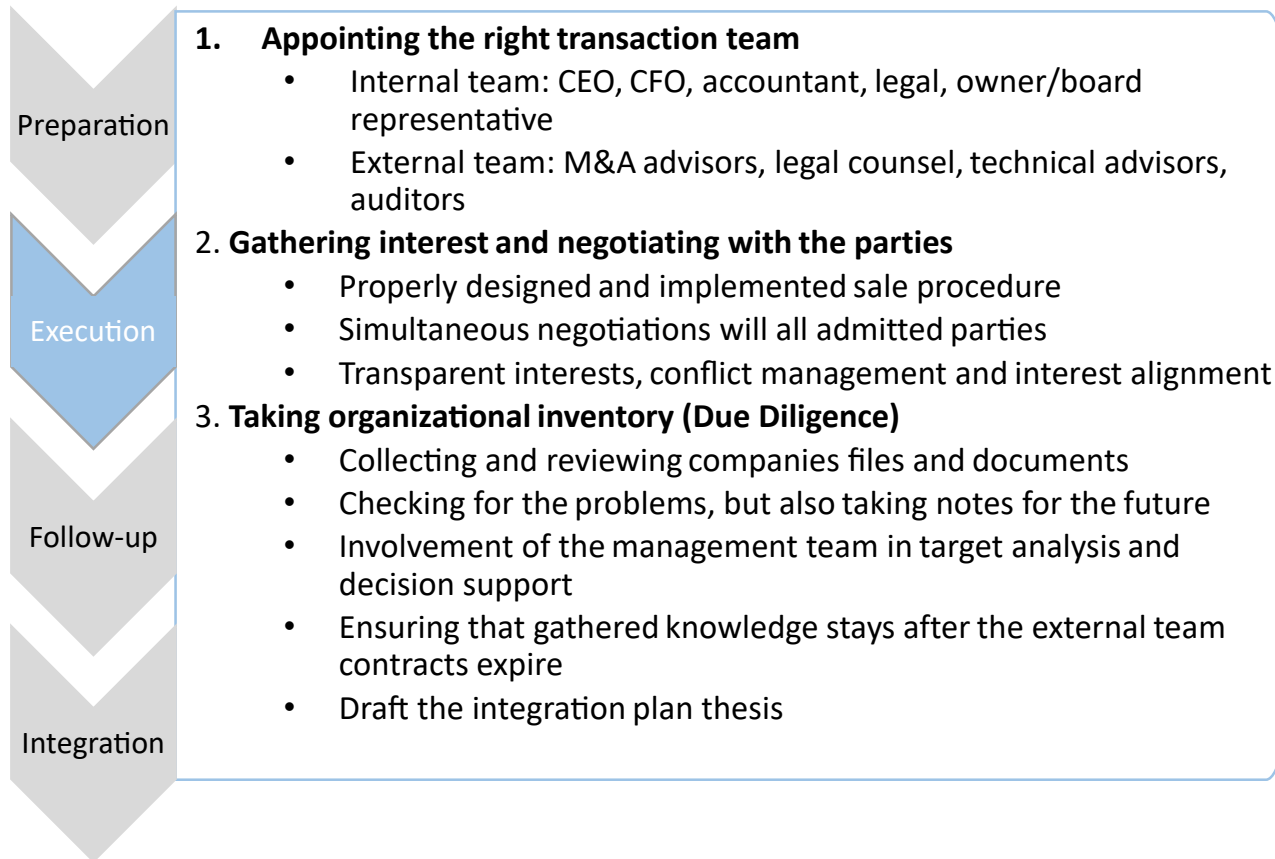 Preparation
Execution
Follow-up
Integration
1. Appointing the right transaction team
• Internal team: CEO, CFO, accountant, legal, owner/board
representative
• External team: M&A advisors, legal counsel, technical advisors,
auditors
2. Gathering interest and negotiating with the parties
• Properly designed and implemented sale procedure
• Simultaneous negotiations will all admitted parties
• Transparent interests, conflict management and interest alignment
3. Taking organizational inventory (Due Diligence)
• Collecting and reviewing companies files and documents
• Checking for the problems, but also taking notes for the future
• Involvement of the management team in target analysis and
decision support
• Ensuring that gathered knowledge stays after the external team
contracts expire
• Draft the integration plan thesis